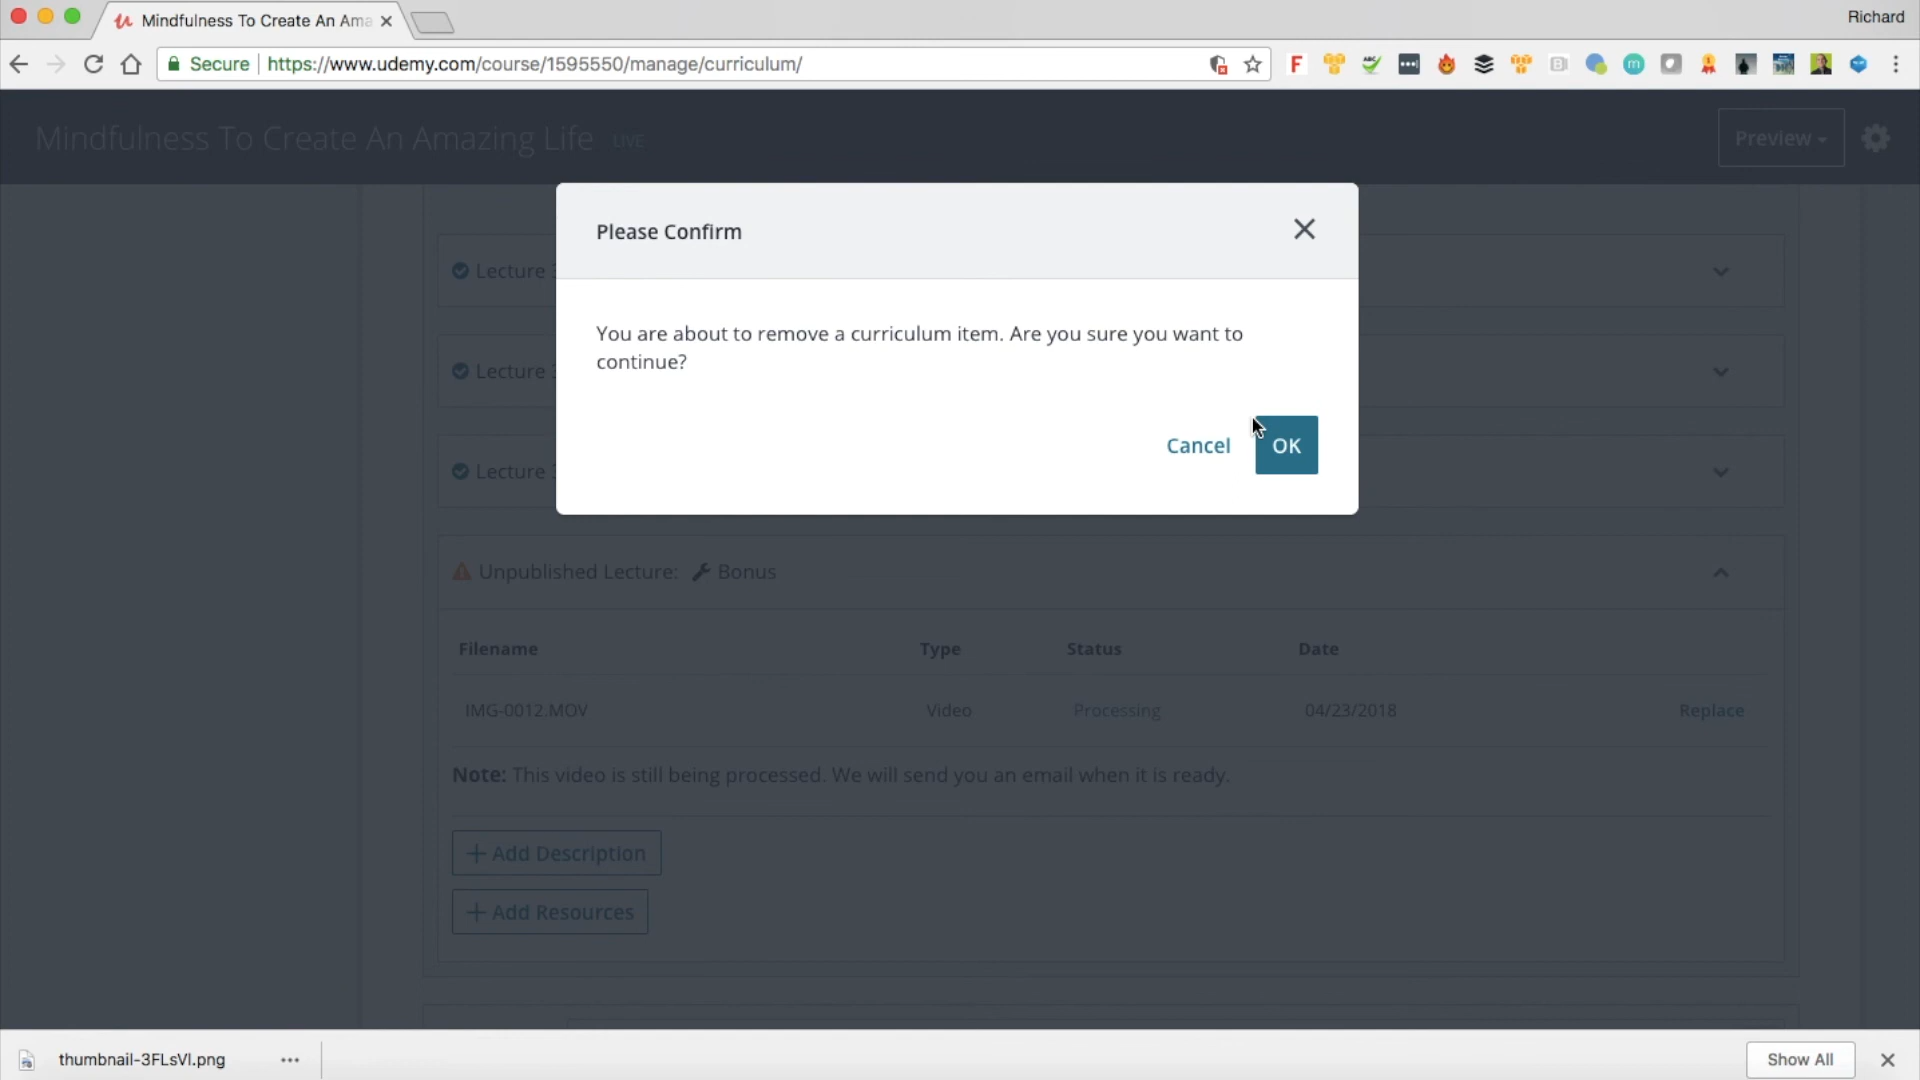 Mindfulness To Create An Ama
Richard
Secure
https://www.udemy.com/course/1595550/manage/curriculum/
Mindfulness To Create An Amazing Life LIVE
Preview
Please Confirm
Lecture
You are about to remove a curriculum item. Are you sure you want to
continue?
Lecture
Cancel OK
Lecture
Unpublished Lecture: Bonus
Filename Type Status Date
IMG-0012.MOV Video Processing 04/23/2018 Replace
Note: This video is still being processed. We will send you an email when it is ready.
+ Add Description
+ Add Resources
thumbnail-3FLsVI.png
Show All